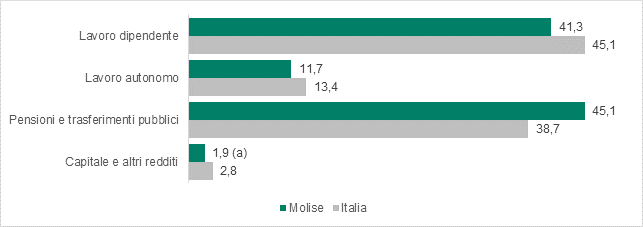 Lavoro dipendente 41,3
45,1
Lavoro autonomo 11,7
13,4
Pensioni e trasferimenti pubblici 45,1
38,7
Capitale e altri redditi 1,9 (a)
2,8
Molise Italia